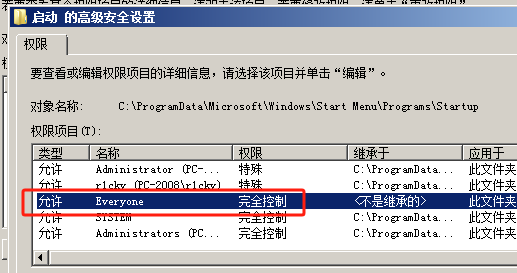 启动 的高级安全设置
权限
要查看或编辑权限项目的详细信息，请选择该项目并单击“编辑”。
对象名称: C:\ProgramData\Microsoft\Windows\Start Menu\Programs\Startup
权限项目(T):
类型 名称 权限 继承于 应用于
允许 Administrator (PC-... 特殊 C:\ProgramData... 此文件夹
允许 r1cky (PC-2008\r1cky) 特殊 C:\ProgramData... 此文件夹
允许 Everyone 完全控制 <不是继承的> 此文件夹
允许 SYSTEM 完全控制 C:\ProgramData... 此文件夹
允许 Administrators (PC... 完全控制 C:\ProgramData... 此文件夹